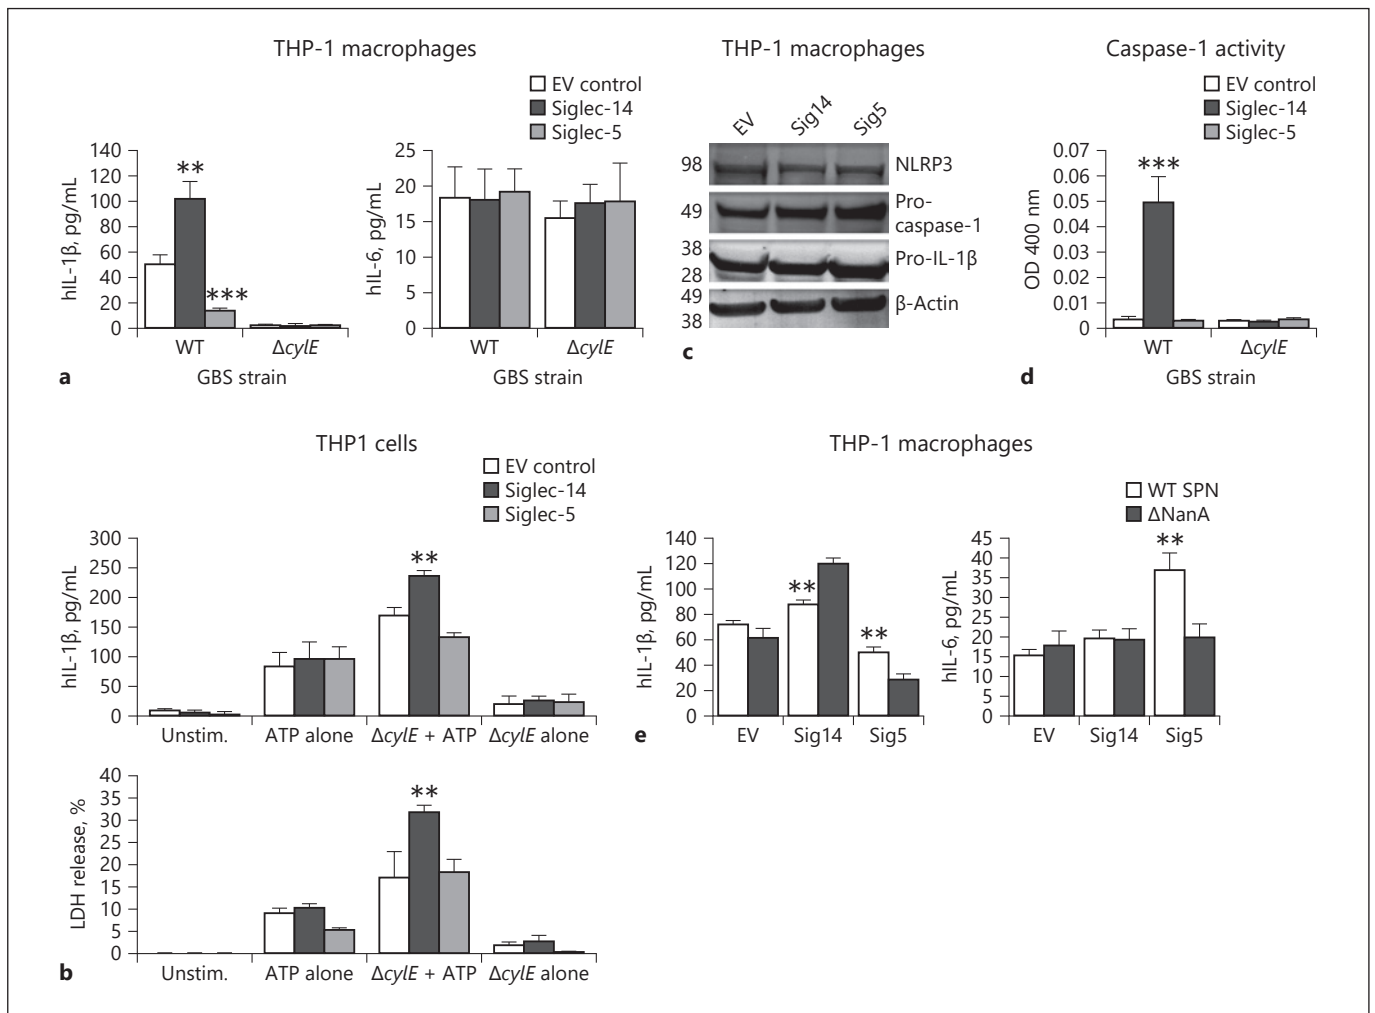 THP-1 macrophages
EV control
Siglec-14
Siglec-5
hIL-1β, pg/mL
140
120
100
80
60
40
20
0
**
***
WT
ΔcylE
GBS strain
hIL-6, pg/mL
25
20
15
10
5
0
WT
ΔcylE
GBS strain
a
THP-1 macrophages
EV
Sig14
Sig5
98
NLRP3
49
Pro-
caspase-1
38
28
Pro-IL-1β
49
38
β-Actin
c
Caspase-1 activity
EV control
Siglec-14
Siglec-5
OD 400 nm
0.07
0.06
0.05
0.04
0.03
0.02
0.01
0
***
WT
ΔcylE
GBS strain
d
THP1 cells
EV control
Siglec-14
Siglec-5
hIL-1β, pg/mL
300
250
200
150
100
50
0
**
Unstim.
ATP alone
ΔcylE + ATP
ΔcylE alone
LDH release, %
40
35
30
25
20
15
10
5
0
**
Unstim.
ATP alone
ΔcylE + ATP
ΔcylE alone
b
THP-1 macrophages
WT SPN
ΔNanA
hIL-1β, pg/mL
140
120
100
80
60
40
20
0
**
**
EV
Sig14
Sig5
hIL-6, pg/mL
45
40
35
30
25
20
15
10
5
0
**
EV
Sig14
Sig5
e